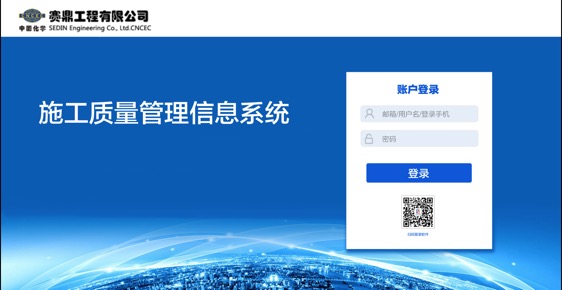 赛鼎工程有限公司
中国化学 SEDIN Engineering Co., Ltd.CNCEC
施工质量管理信息系统
账户登录
邮箱/用户名/登录手机
密码
登录